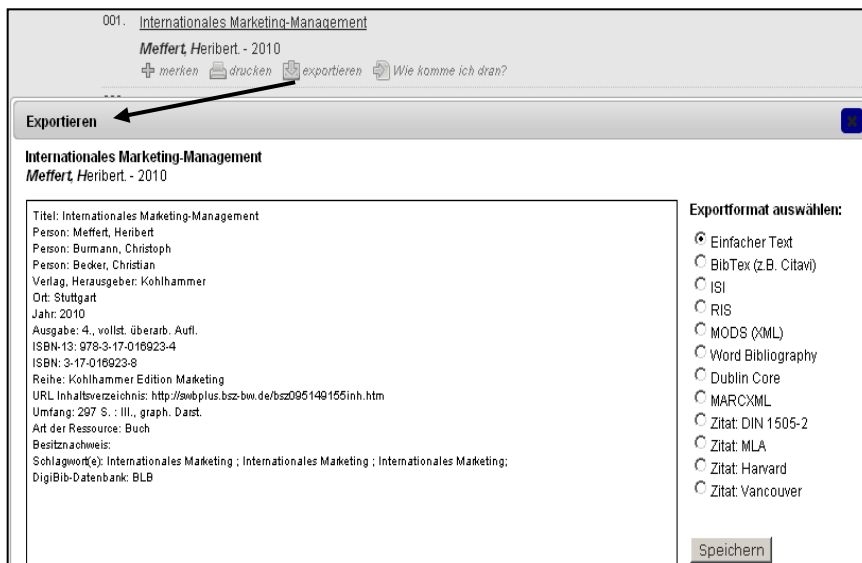 001. Internationales Marketing-Management
Meffert, Heribert. - 2010
merken drucken exportieren Wie komme ich dran?
Exportieren
Internationales Marketing-Management
Meffert, Heribert. - 2010
Titel: Internationales Marketing-Management
Person: Meffert, Heribert
Person: Burmann, Christoph
Person: Becker, Christian
Verlag, Herausgeber: Kohlhammer
Ort: Stuttgart
Jahr: 2010
Ausgabe: 4., vollst. überarb. Aufl.
ISBN-13: 978-3-17-016923-4
ISBN: 3-17-016923-8
Reihe: Kohlhammer Edition Marketing
URL Inhaltsverzeichnis: http://swbplus.bsz-bw.de/bsz095149155inh.htm
Umfang: 297 S. : Ill., graph. Darst.
Art der Ressource: Buch
Besitznachweis:
Schlagwort(e): Internationales Marketing ; Internationales Marketing ; Internationales Marketing;
DigiBib-Datenbank: BLB
Exportformat auswählen:
Einfacher Text
BibTex (z.B. Citavi)
ISI
RIS
MODS (XML)
Word Bibliography
Dublin Core
MARCXML
Zitat: DIN 1505-2
Zitat: MLA
Zitat: Harvard
Zitat: Vancouver
Speichern